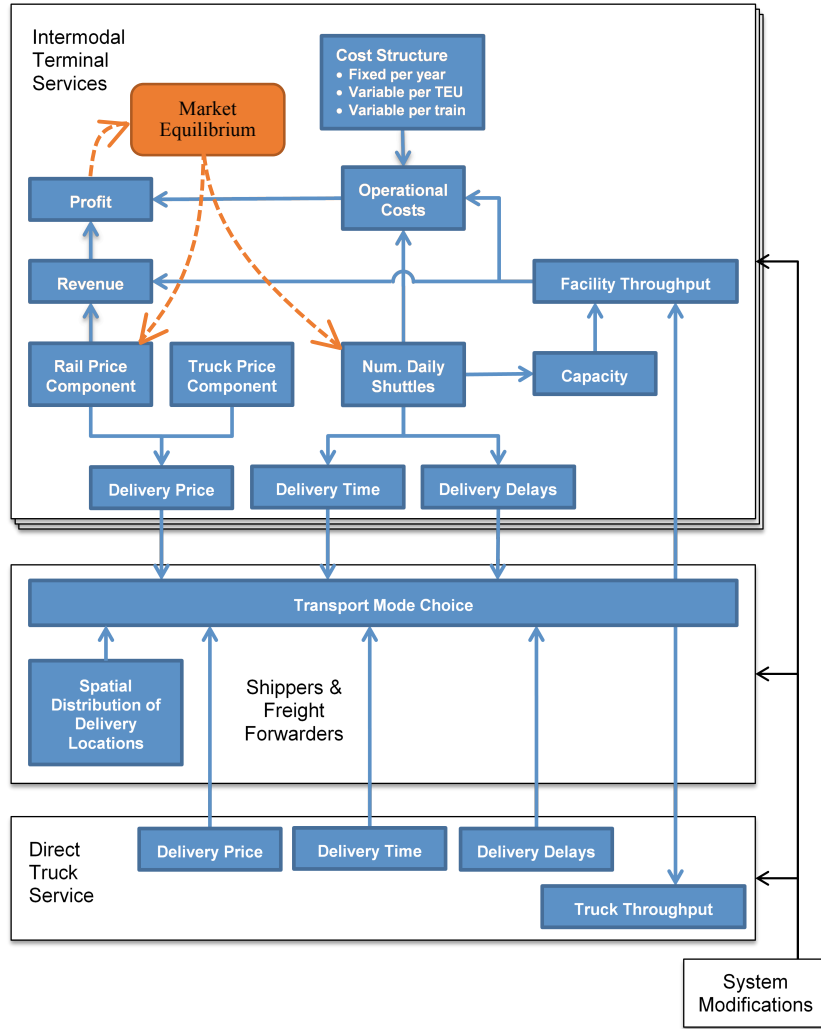 Intermodal
Terminal
Services
Market
Equilibrium
Cost Structure
• Fixed per year
• Variable per TEU
• Variable per train
Profit
Operational
Costs
Revenue
Facility Throughput
Rail Price
Component
Truck Price
Component
Num. Daily
Shuttles
Capacity
Delivery Price
Delivery Time
Delivery Delays
Transport Mode Choice
Spatial
Distribution of
Delivery
Locations
Shippers &
Freight
Forwarders
Direct
Truck
Service
Delivery Price
Delivery Time
Delivery Delays
Truck Throughput
System
Modifications